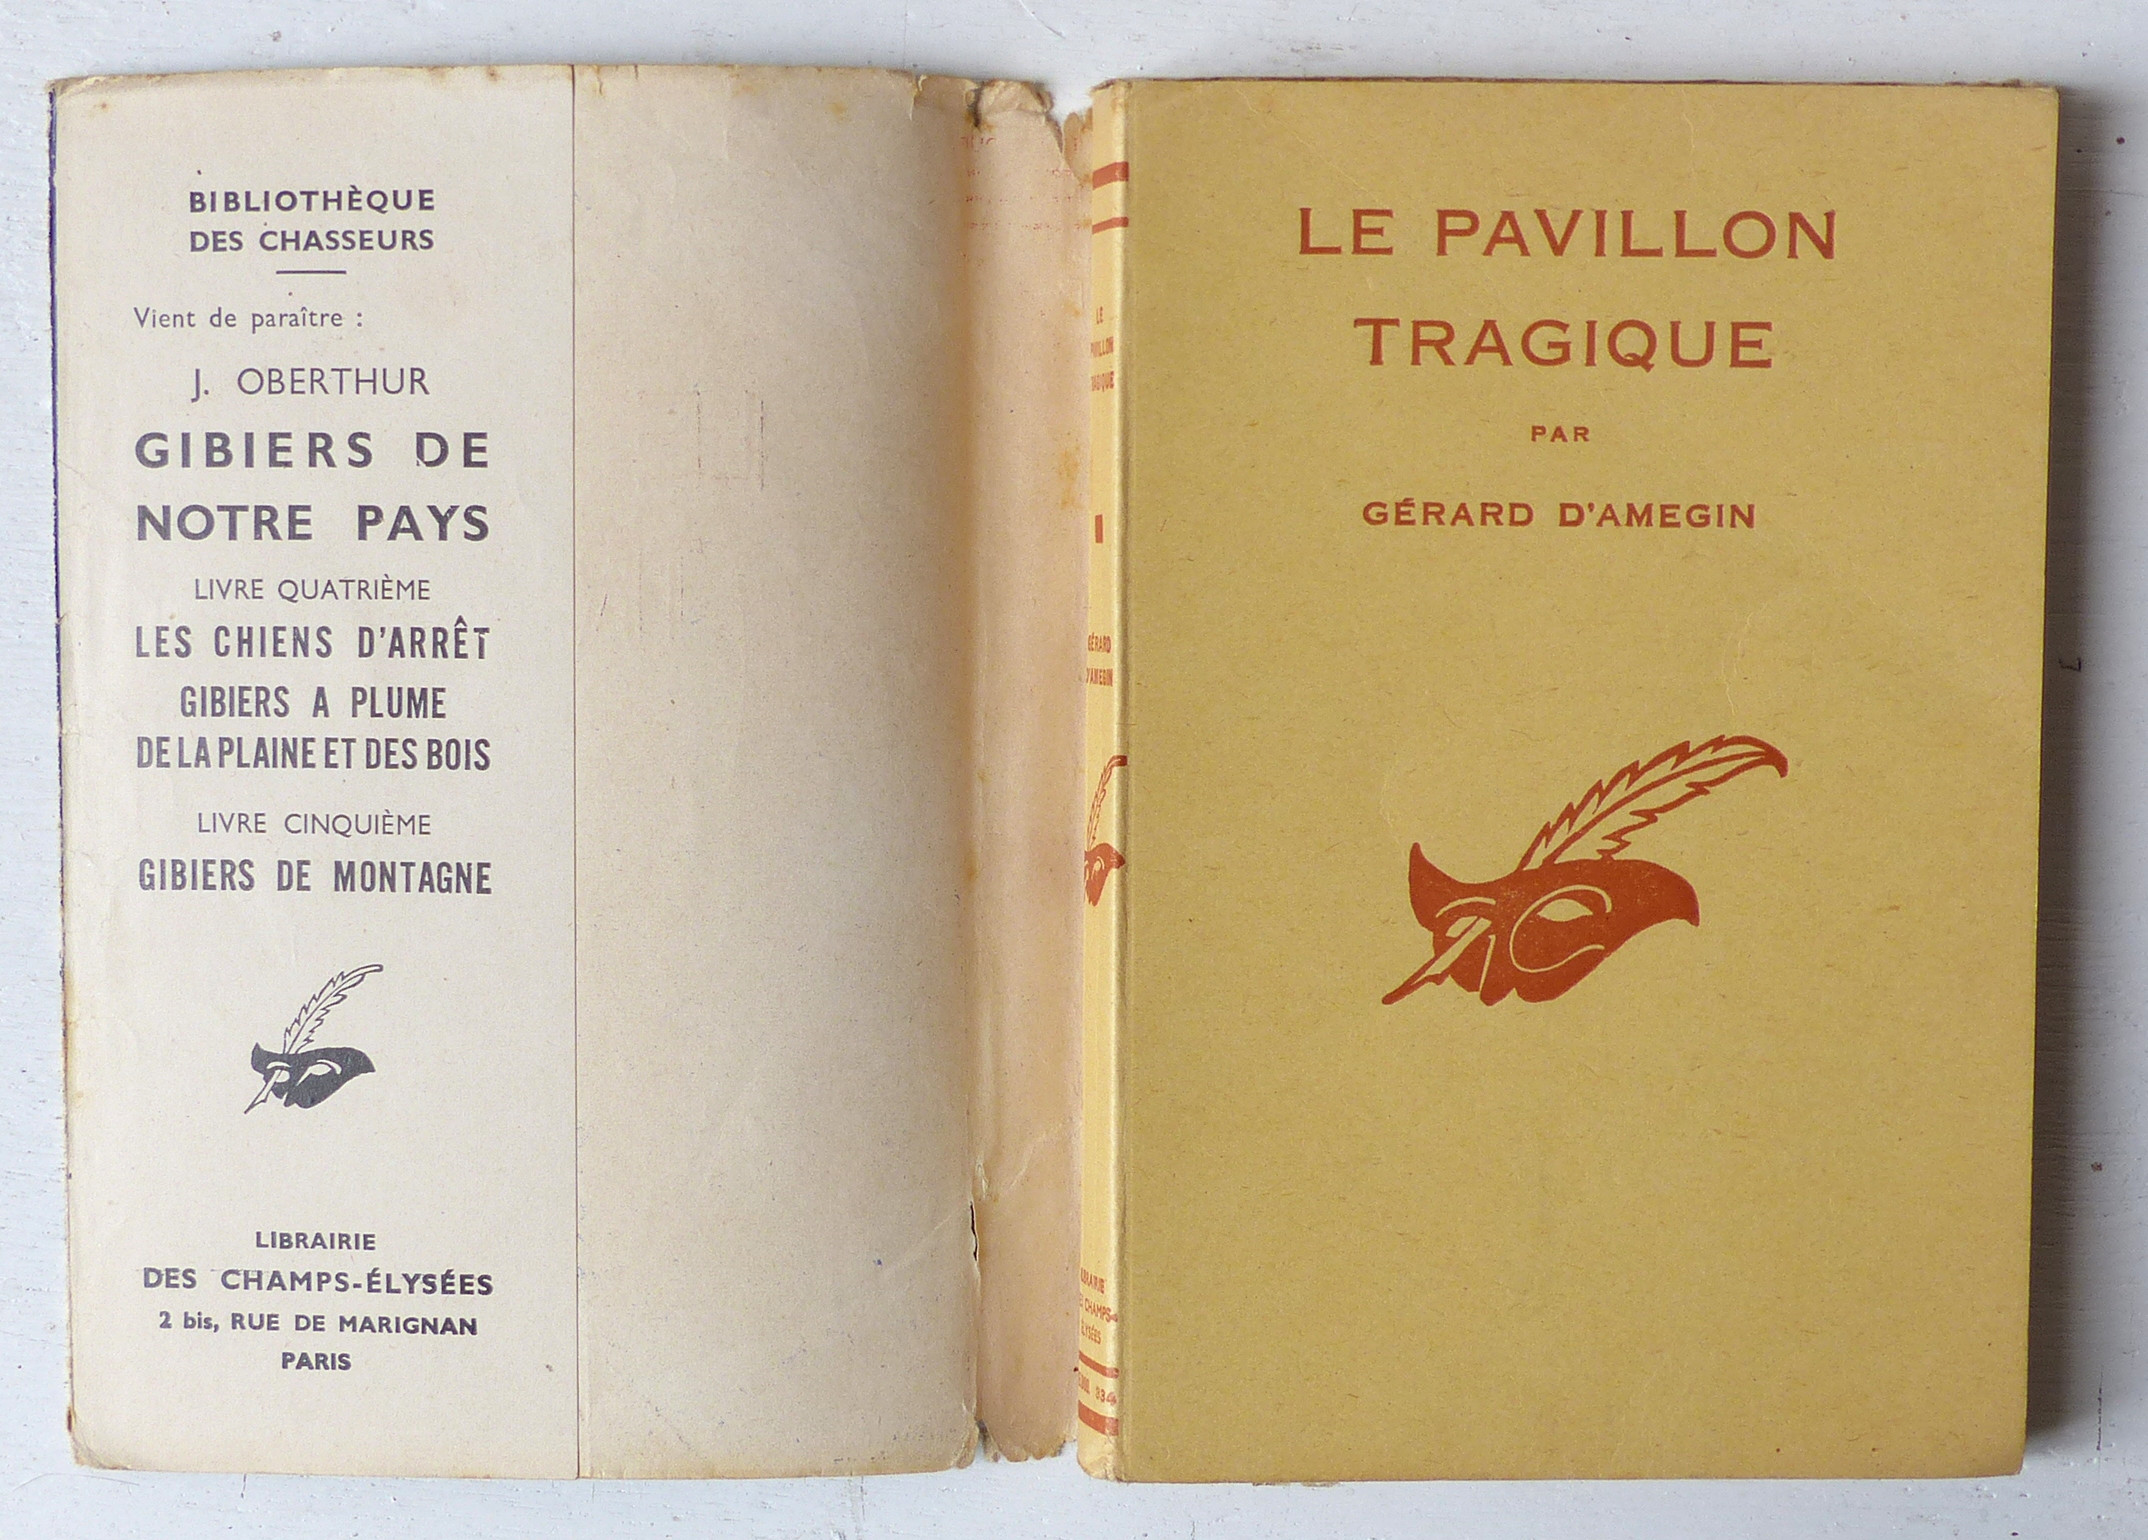 BIBLIOTHÈQUE
DES CHASSEURS
Vient de paraître :
J. OBERTHUR
GIBIERS DE
NOTRE PAYS
LIVRE QUATRIÈME
LES CHIENS D'ARRÊT
GIBIERS A PLUME
DE LA PLAINE ET DES BOIS
LIVRE CINQUIÈME
GIBIERS DE MONTAGNE
LIBRAIRIE
DES CHAMPS-ÉLYSÉES
2 bis, RUE DE MARIGNAN
PARIS
LE
PAVILLON
TRAGIQUE
GÉRARD
D'AMEGIN
LIBRAIRIE
DES CHAMPS-
ÉLYSÉES
334
LE PAVILLON
TRAGIQUE
PAR
GÉRARD D'AMEGIN